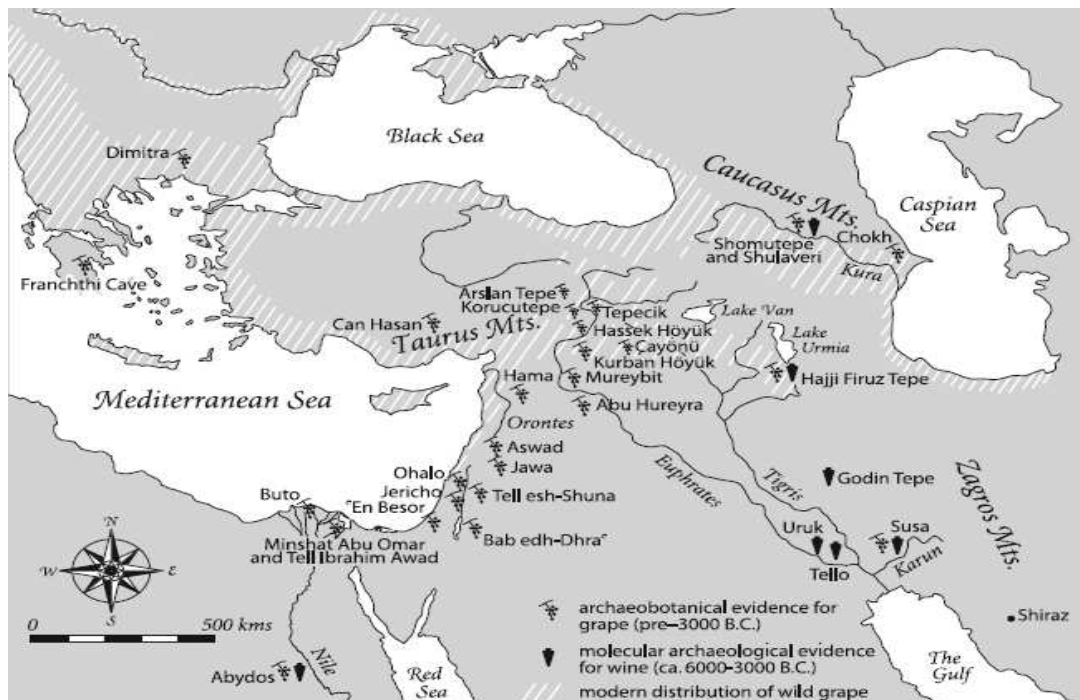 Black Sea
Dimitra
Caucasus Mts.
Caspian
Sea
Shomutepe
and Shulaveri
Chokh
Kura
Franchthi Cave
Arslan Tepe
Korucutepe
Tepecik
Lake Van
Lake
Urmia
Can Hasan
Taurus Mts.
Hassek Höyük
Çayönü
Kurban Höyük
Hajji Firuz Tepe
Hama
Mureybit
Mediterranean Sea
Abu Hureyra
Orontes
Aswad
Jawa
Euphrates
Tigris
Godin Tepe
Zagros Mts.
Ohalo
Jericho
Tell esh-Shuna
Buto
ʿEn Besor
Uruk
Susa
Bab edh-Dhraʿ
Minshat Abu Omar
and Tell Ibrahim Awad
Tello
Karun
N
W
E
S
0
500 kms
archaeobotanical evidence for
grape (pre–3000 B.C.)
Shiraz
molecular archaeological evidence
for wine (ca. 6000–3000 B.C.)
Abydos
Nile
Red
Sea
The
Gulf
modern distribution of wild grape